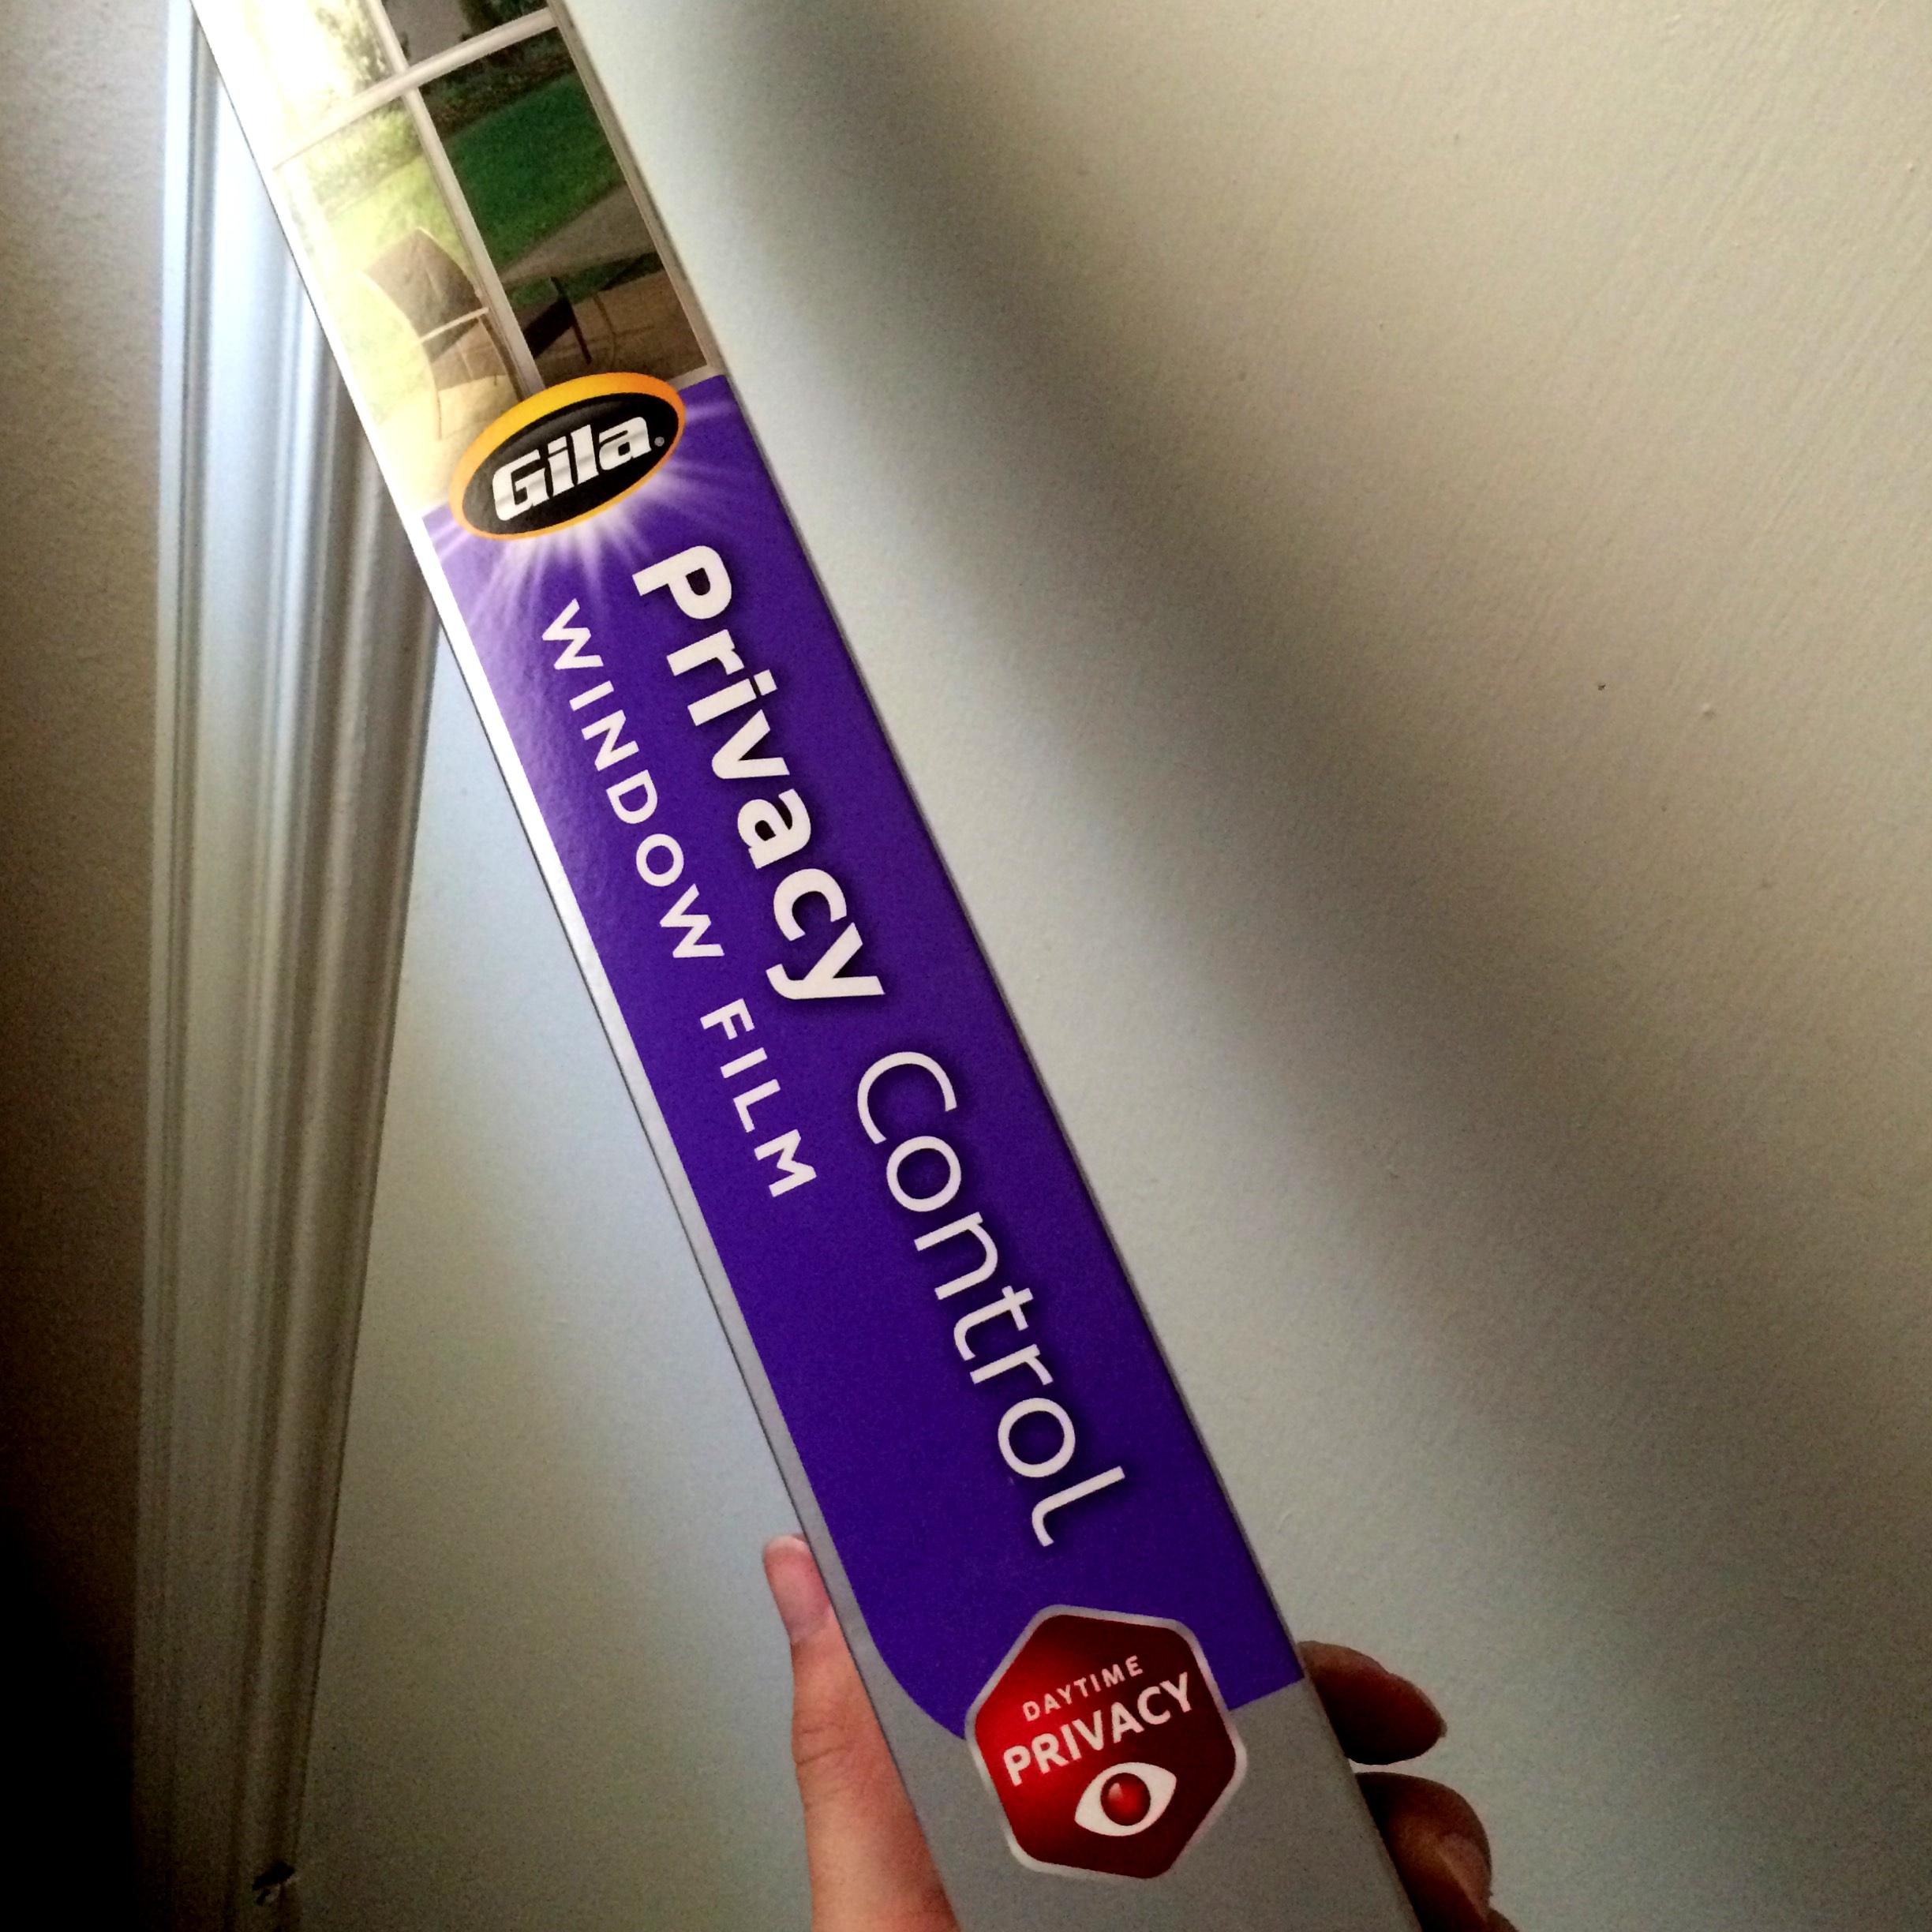 Gila®
Privacy Control
WINDOW FILM
DAYTIME
PRIVACY